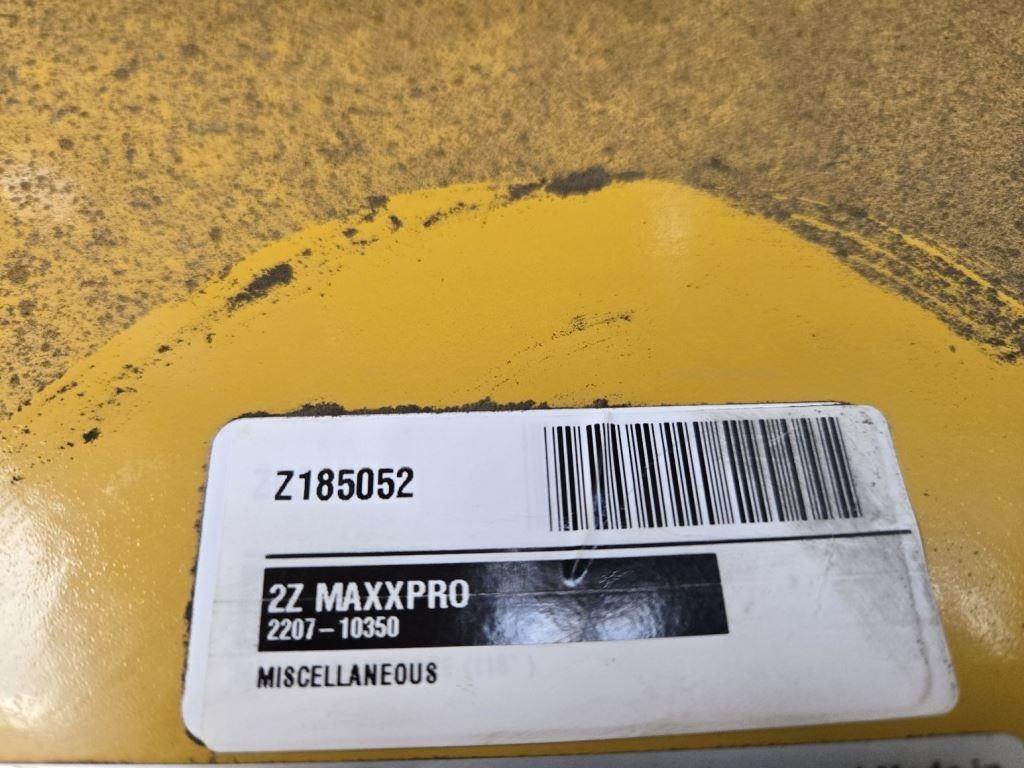 Z185052
2Z MAXXPRO
2207-10350
MISCELLANEOUS